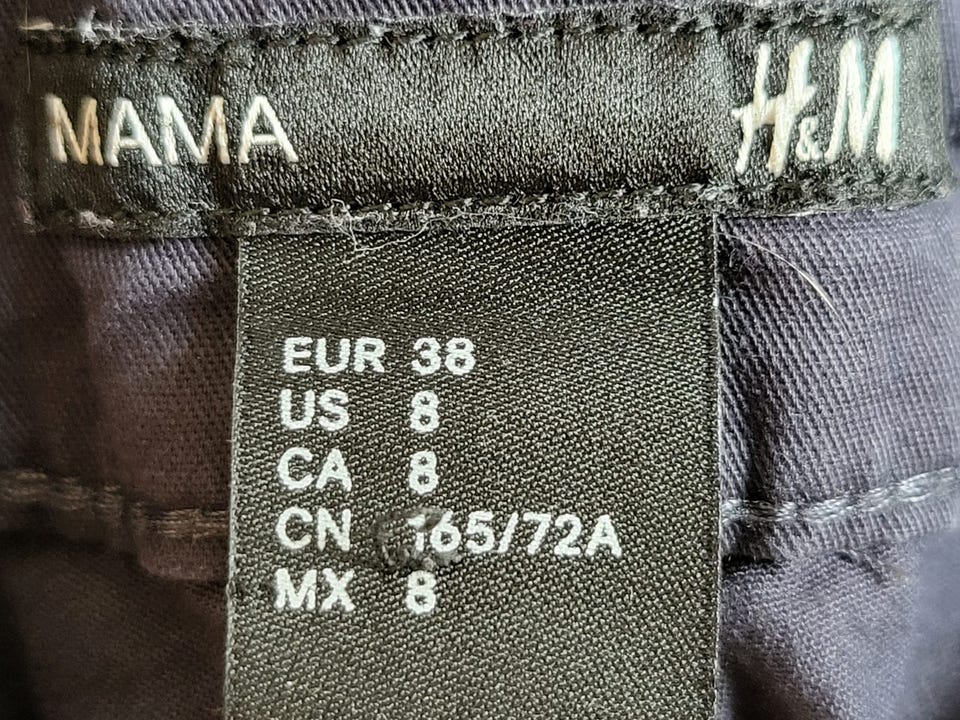 MAMA H&M
EUR 38
US 8
CA 8
CN 165/72A
MX 8